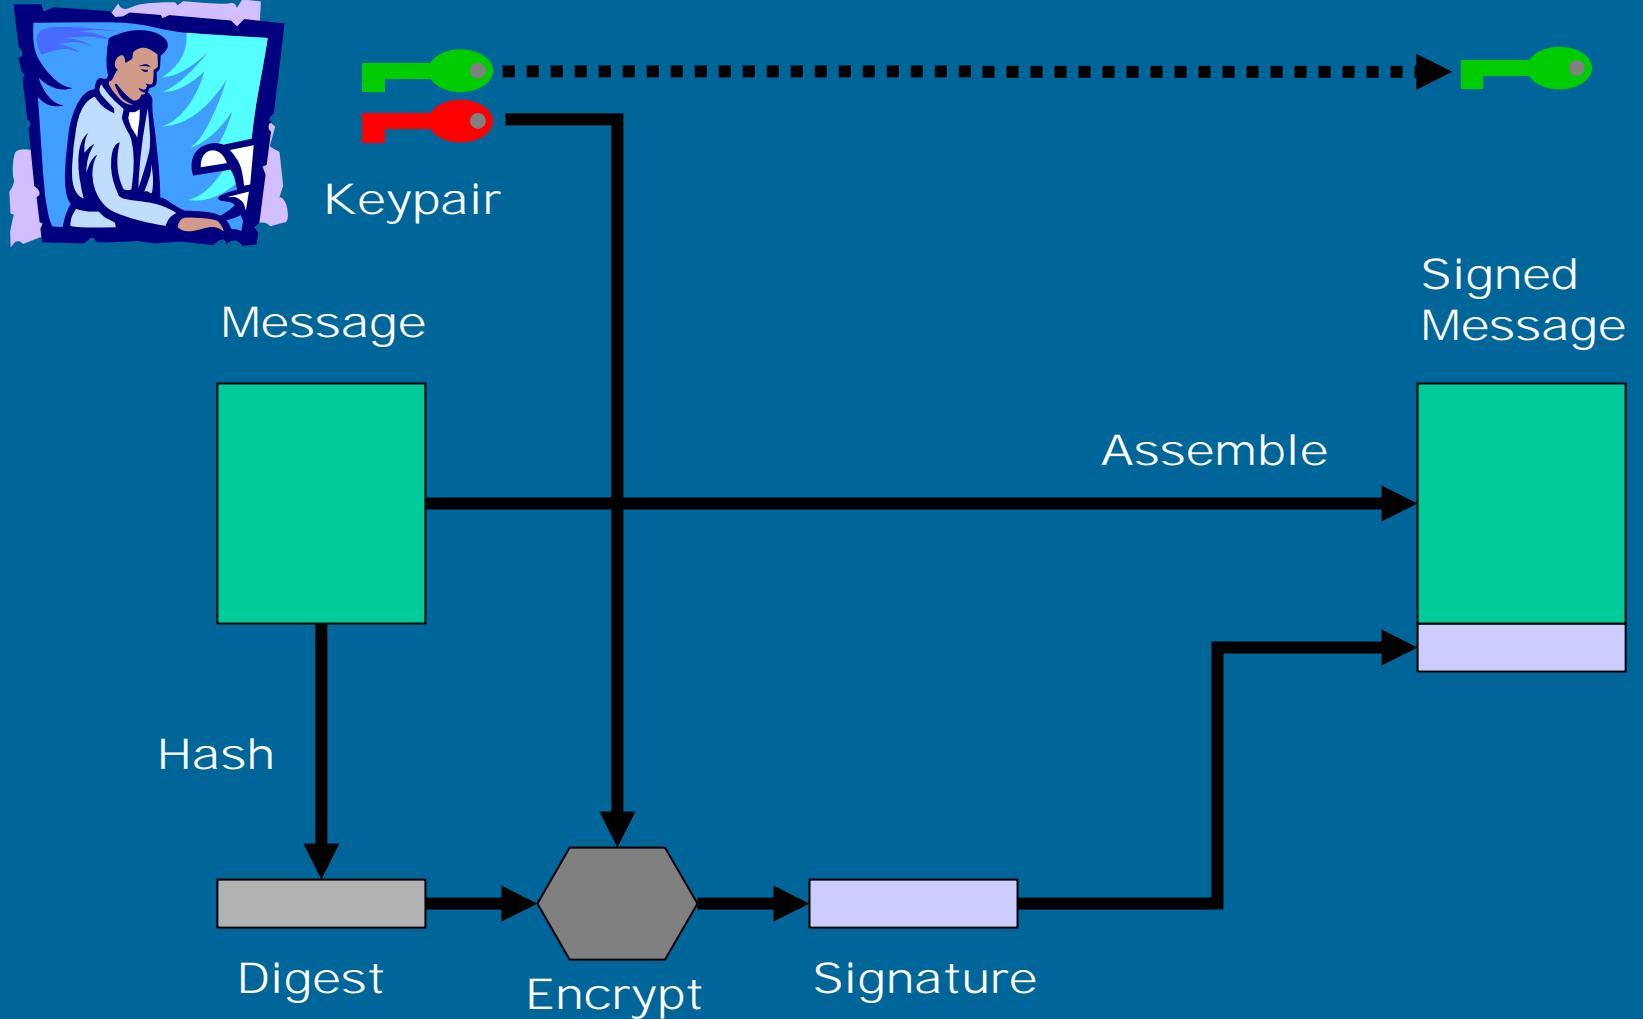 Keypair
Message
Signed
Message
Assemble
Hash
Digest
Encrypt
Signature